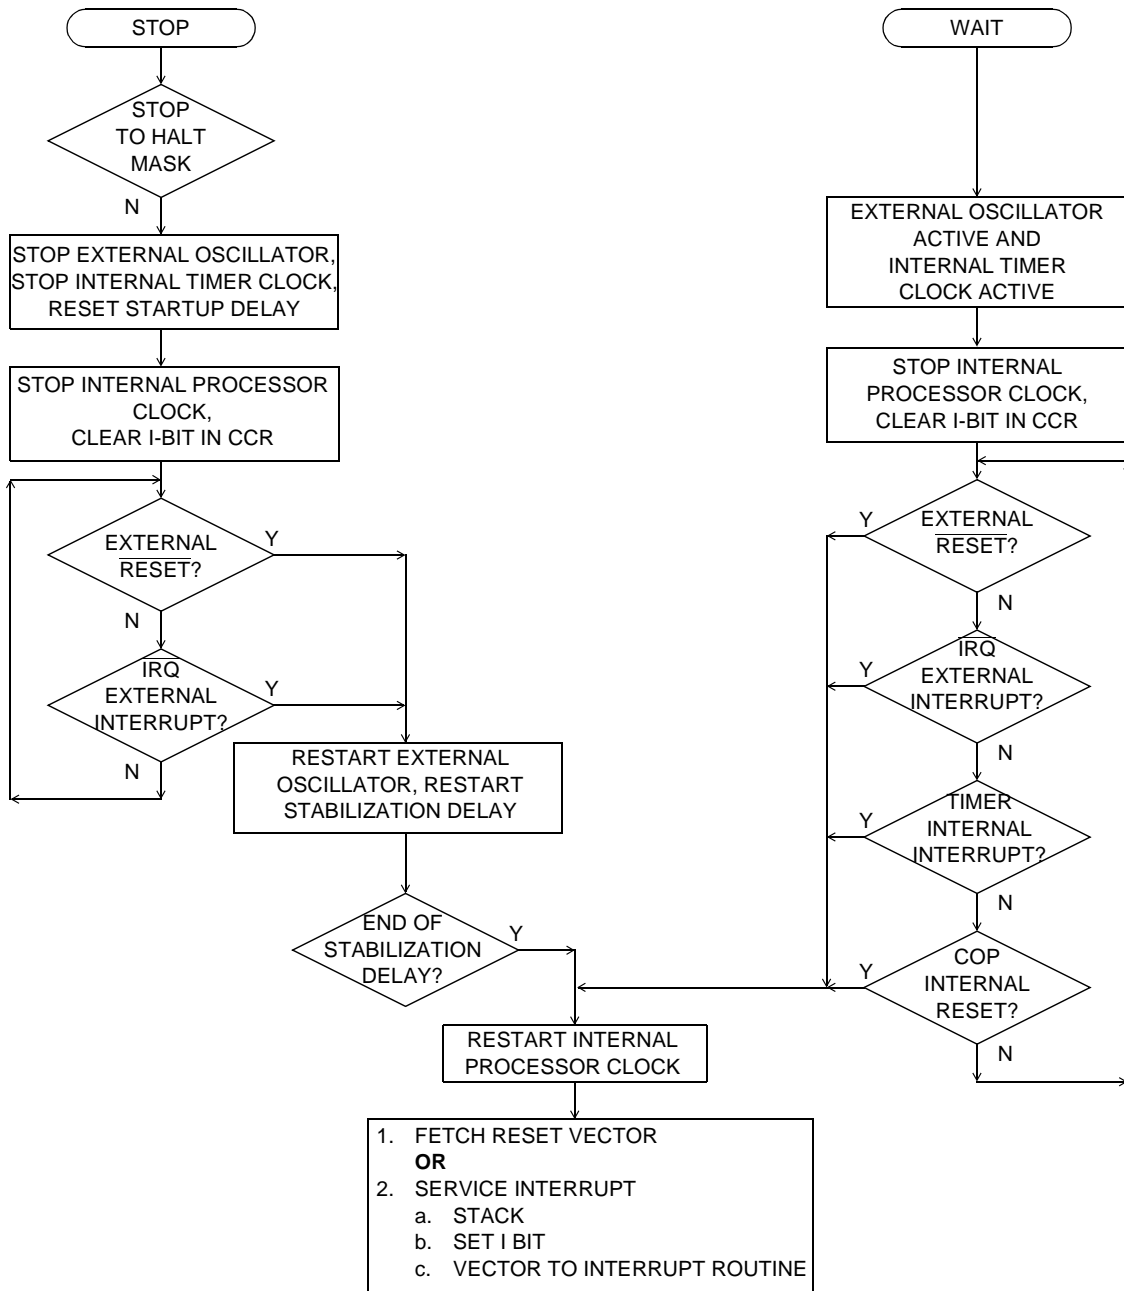 STOP
STOP
TO HALT
MASK
N
STOP EXTERNAL OSCILLATOR,
STOP INTERNAL TIMER CLOCK,
RESET STARTUP DELAY
STOP INTERNAL PROCESSOR
CLOCK,
CLEAR I-BIT IN CCR
EXTERNAL
RESET?
Y
N
IRQ
EXTERNAL
INTERRUPT?
Y
N
RESTART EXTERNAL
OSCILLATOR, RESTART
STABILIZATION DELAY
END OF
STABILIZATION
DELAY?
Y
WAIT
EXTERNAL OSCILLATOR
ACTIVE AND
INTERNAL TIMER
CLOCK ACTIVE
STOP INTERNAL
PROCESSOR CLOCK,
CLEAR I-BIT IN CCR
Y
EXTERNAL
RESET?
N
Y
IRQ
EXTERNAL
INTERRUPT?
N
Y
TIMER
INTERNAL
INTERRUPT?
N
Y
COP
INTERNAL
RESET?
N
RESTART INTERNAL
PROCESSOR CLOCK
1. FETCH RESET VECTOR
OR
2. SERVICE INTERRUPT
a. STACK
b. SET I BIT
c. VECTOR TO INTERRUPT ROUTINE